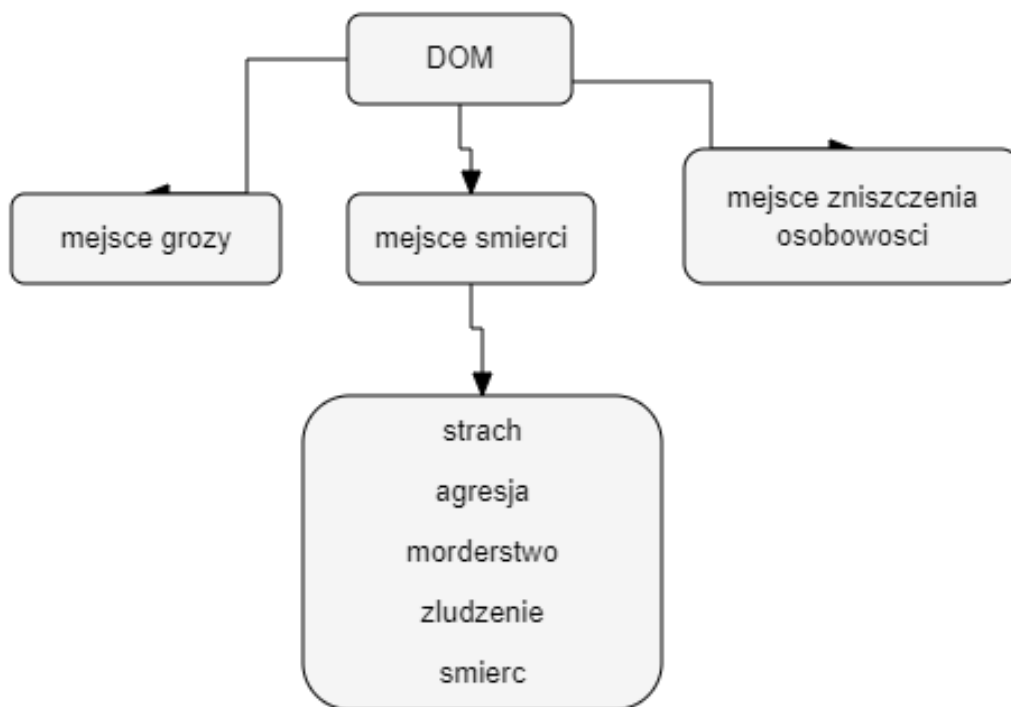 DOM
mejsce grozy
mejsce smierci
mejsce zniszczenia
osobowosci
strach
agresja
morderstwo
zludzenie
smierc